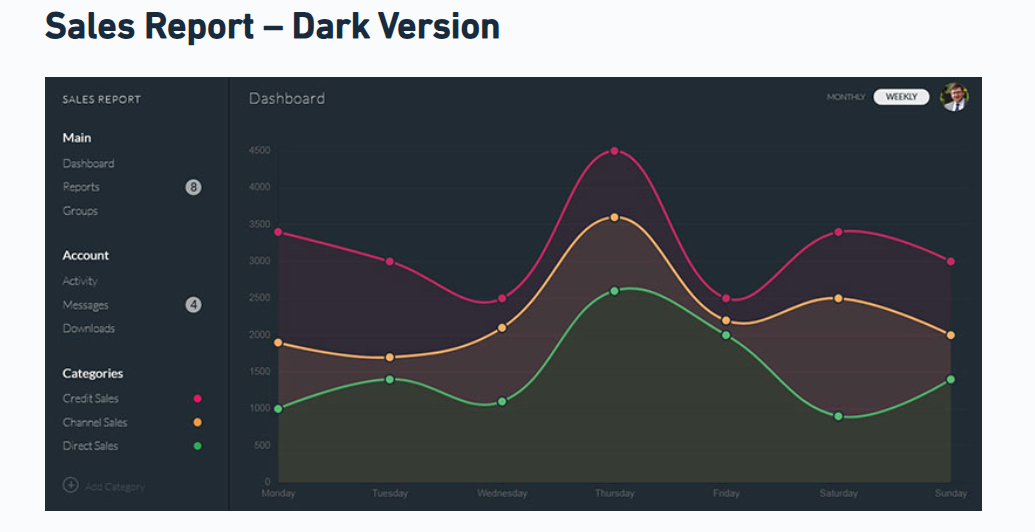 Sales Report – Dark Version
SALES REPORT
Main
Dashboard
Reports 8
Groups
Account
Activity
Messages 4
Downloads
Categories
Credit Sales
Channel Sales
Direct Sales
Add Category
Dashboard
MONTHLY WEEKLY
4500
4000
3500
3000
2500
2000
1500
1000
500
0
Monday Tuesday Wednesday Thursday Friday Saturday Sunday